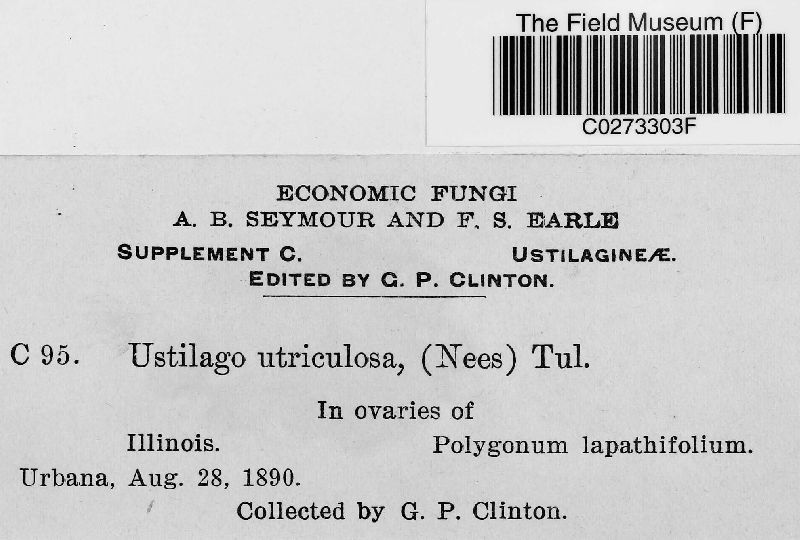 The Field Museum (F)
C0273303F
ECONOMIC FUNGI
A. B. SEYMOUR AND F. S. EARLE
SUPPLEMENT C. USTILAGINEÆ.
EDITED BY G. P. CLINTON.
C 95. Ustilago utriculosa, (Nees) Tul.
In ovaries of
Illinois. Polygonum lapathifolium.
Urbana, Aug. 28, 1890.
Collected by G. P. Clinton.